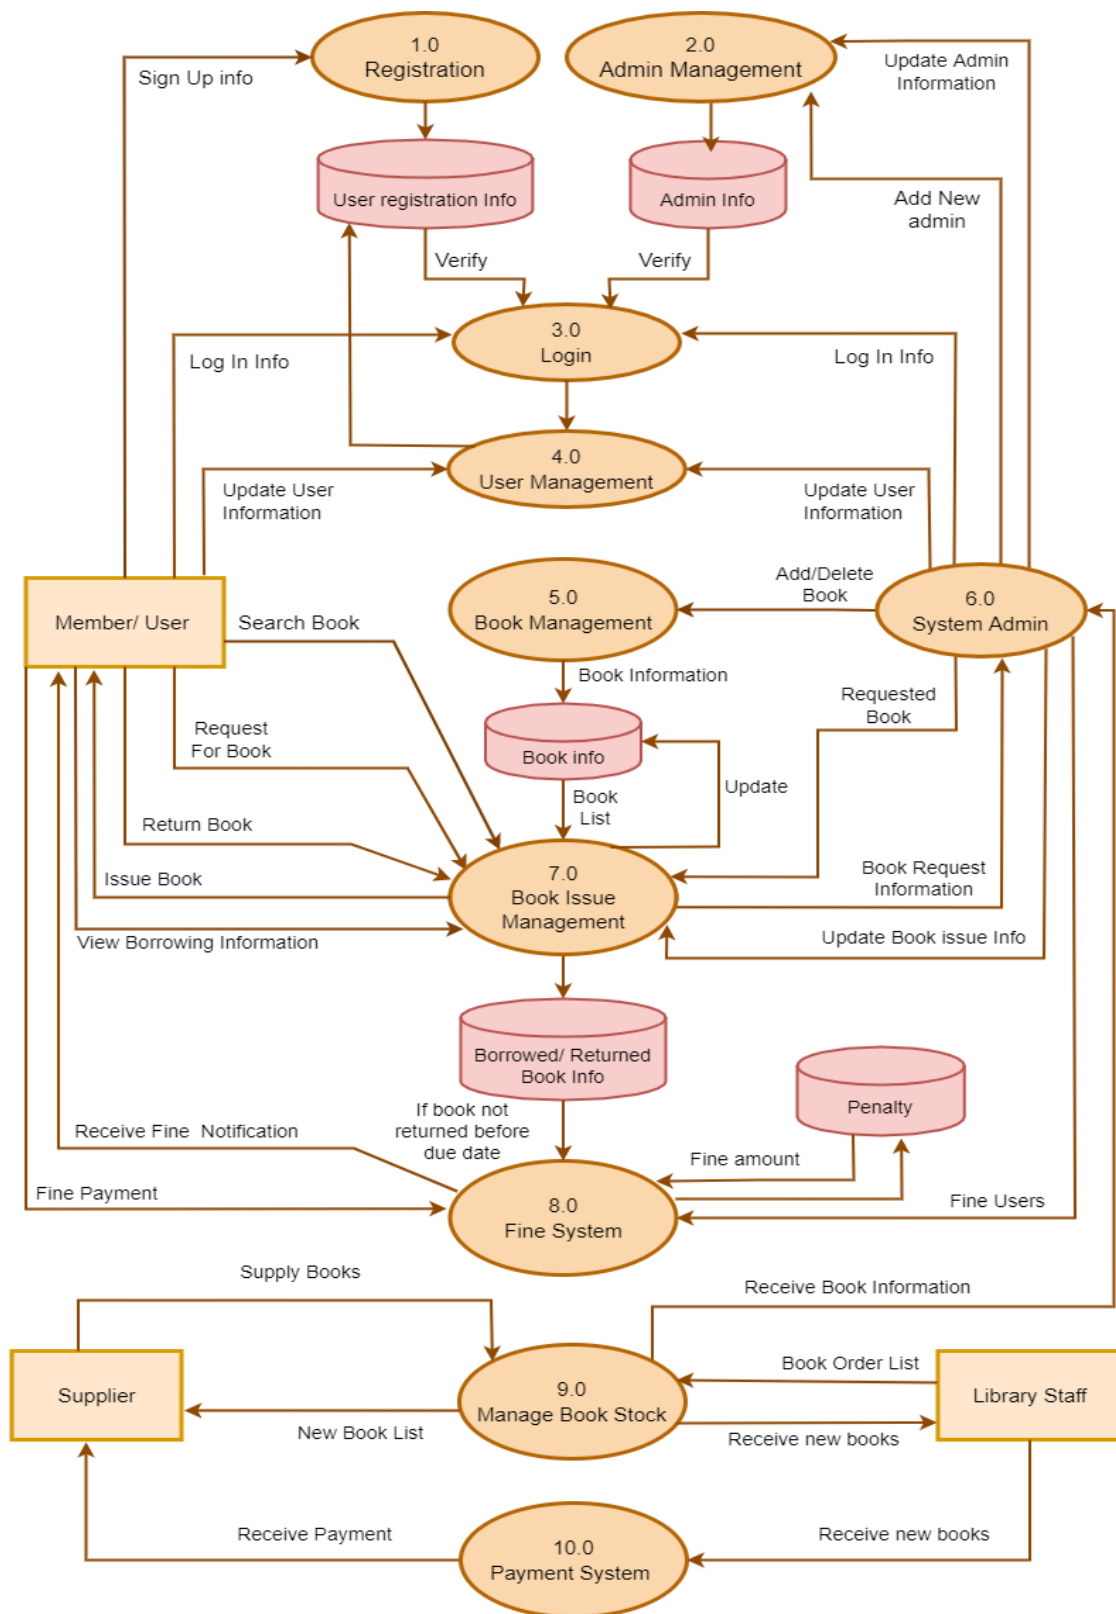 1.0
Registration
2.0
Admin Management
Sign Up info
Update Admin
Information
User registration Info
Admin Info
Add New
admin
Verify
Verify
3.0
Login
Log In Info
Log In Info
4.0
User Management
Update User
Information
Update User
Information
Add/Delete
Book
5.0
Book Management
6.0
System Admin
Member/ User
Search Book
Book Information
Requested
Book
Request
For Book
Book info
Update
Book
List
Return Book
Issue Book
7.0
Book Issue
Management
Book Request
Information
View Borrowing Information
Update Book issue Info
Borrowed/ Returned
Book Info
Penalty
If book not
returned before
due date
Receive Fine  Notification
Fine amount
Fine Payment
8.0
Fine System
Fine Users
Supply Books
Receive Book Information
Book Order List
Supplier
9.0
Manage Book Stock
Library Staff
New Book List
Receive new books
Receive Payment
10.0
Payment System
Receive new books